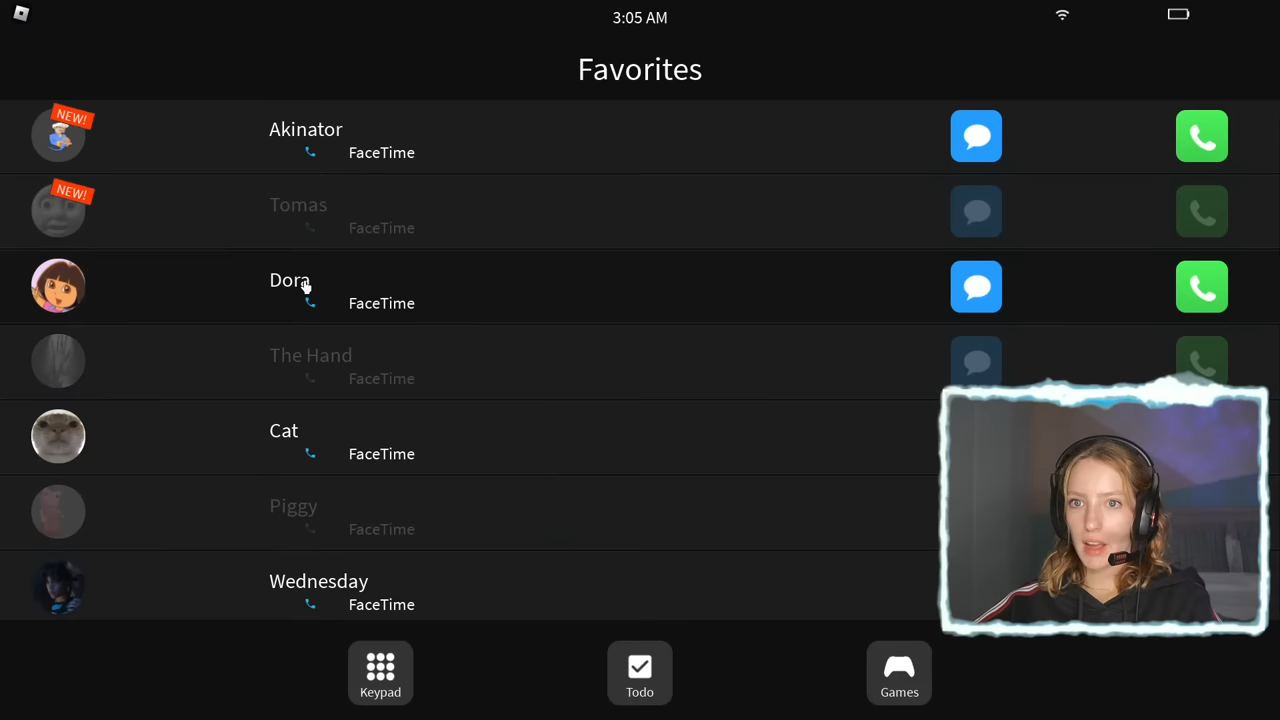 3:05 AM
Favorites
NEW!
Akinator
FaceTime
NEW!
Tomas
FaceTime
Dora
FaceTime
The Hand
FaceTime
Cat
FaceTime
Piggy
FaceTime
Wednesday
FaceTime
Keypad
Todo
Games